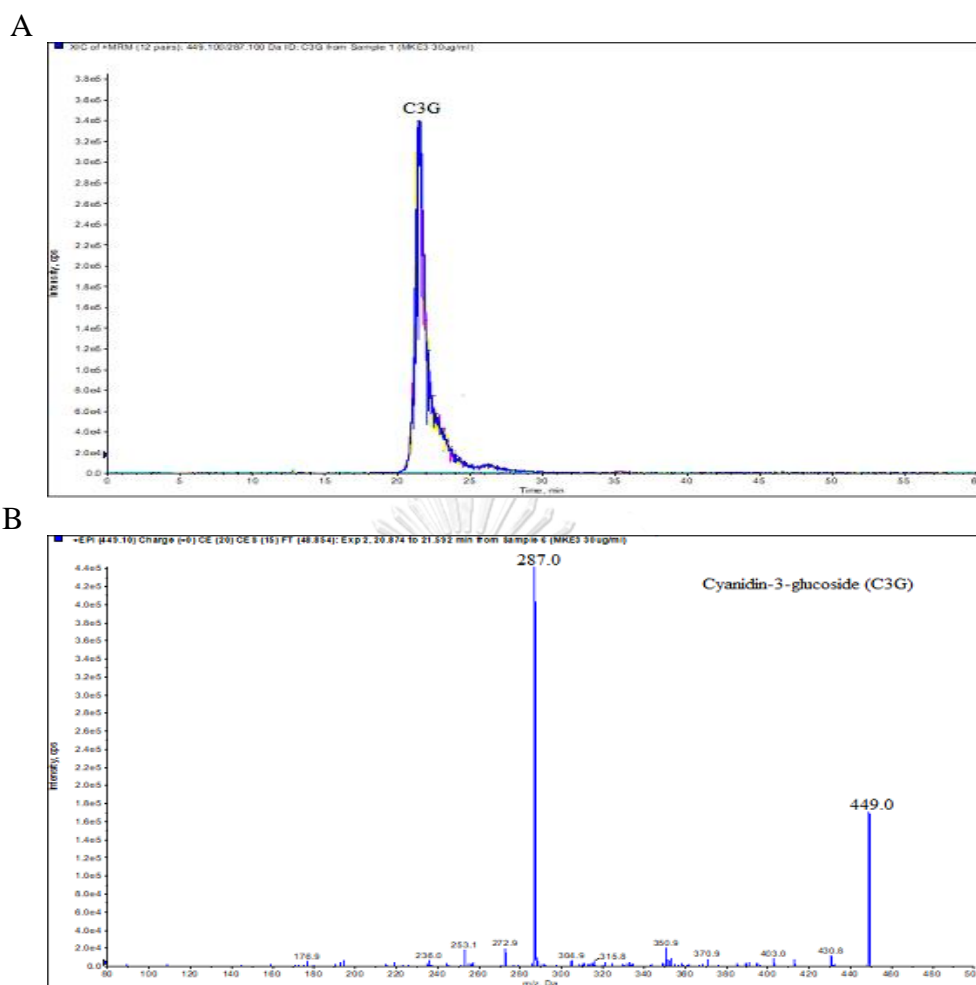 A
XIC of +MRM (12 pairs): 449.100/287.100 Da ID: C3G from Sample 1 (MKE3 30ug/ml)
3.8e5
3.6e5
C3G
3.4e5
3.2e5
3.0e5
2.8e5
2.6e5
2.4e5
2.2e5
2.0e5
1.8e5
1.6e5
1.4e5
1.2e5
1.0e5
8.0e4
6.0e4
4.0e4
2.0e4
0.0
Intensity, cps
0 5 10 15 20 25 30 35 40 45 50 55
Time, min
B
+EPI (449.10) Charge (+0) CE (20) CES (15) FT (48.854): Exp 2, 20.874 to 21.592 min from Sample 6 (MKE3 30ug/ml)
287.0
Cyanidin-3-glucoside (C3G)
4.4e5
4.2e5
4.0e5
3.8e5
3.6e5
3.4e5
3.2e5
3.0e5
2.8e5
2.6e5
2.4e5
2.2e5
2.0e5
1.8e5
449.0
1.6e5
1.4e5
1.2e5
1.0e5
8.0e4
6.0e4
4.0e4
2.0e4
0.0
Intensity, cps
176.9 236.0 253.1 272.9 304.9 315.8 350.9 370.9 403.0 430.8
80 100 120 140 160 180 200 220 240 260 280 300 320 340 360 380 400 420 440 460 480
m/z, Da